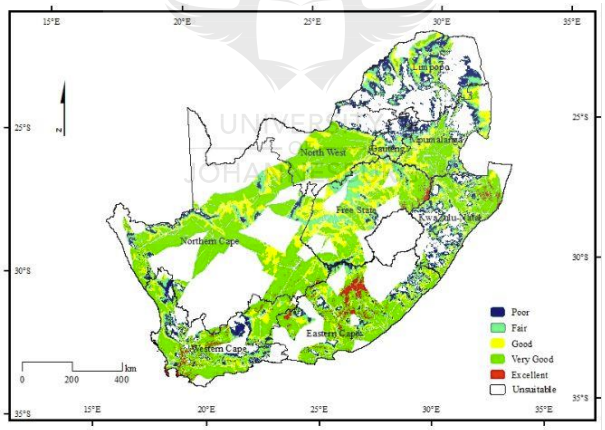 15°E 20°E 25°E 30°E 35°E
Limpopo
25°S 25°S
UNIVERSITY
OF
JOHANNESBURG
North West
Gauteng
Mpumalanga
Free State
KwaZulu-Natal
Northern Cape
30°S 30°S
Eastern Cape
Western Cape
N
km
0 200 400
Poor
Fair
Good
Very Good
Excellent
Unsuitable
35°S 35°S
15°E 20°E 25°E 30°E 35°E